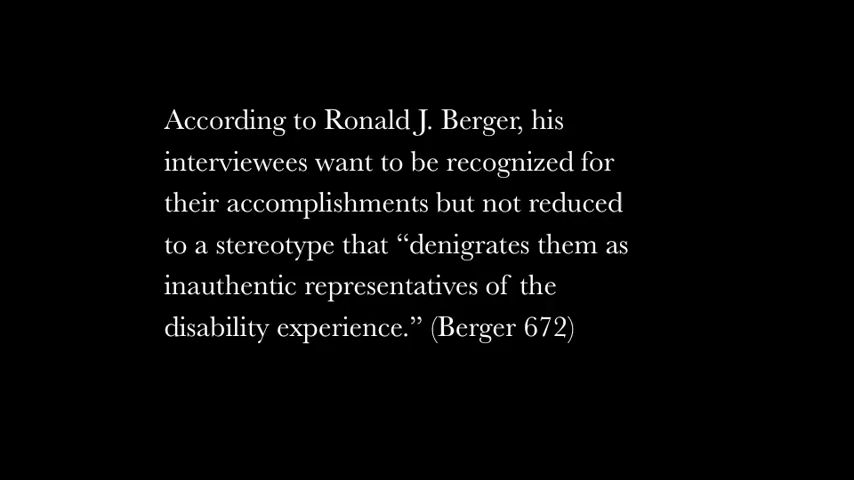 According to Ronald J. Berger, his
interviewees want to be recognized for
their accomplishments but not reduced
to a stereotype that “denigrates them as
inauthentic representatives of the
disability experience.” (Berger 672)